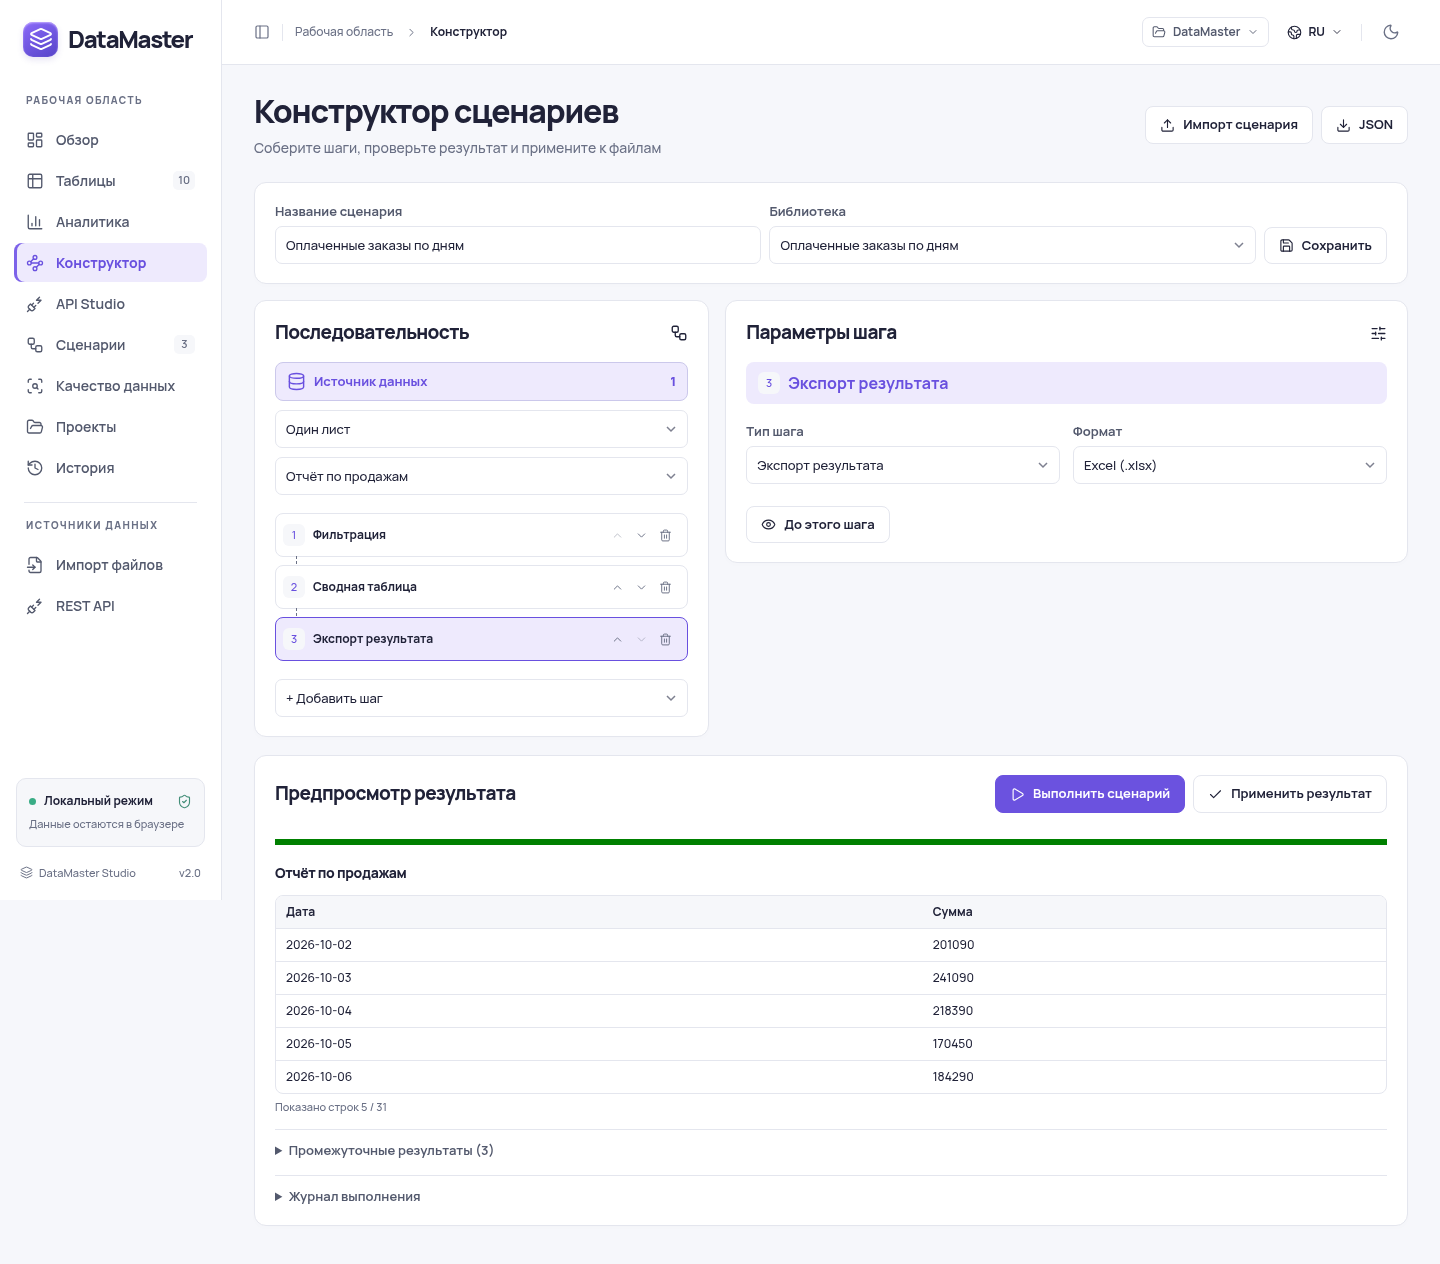 DataMaster
РАБОЧАЯ ОБЛАСТЬ
Обзор
Таблицы 10
Аналитика
Конструктор
API Studio
Сценарии 3
Качество данных
Проекты
История
ИСТОЧНИКИ ДАННЫХ
Импорт файлов
REST API
Локальный режим
Данные остаются в браузере
DataMaster Studio v2.0
Рабочая область Конструктор
DataMaster RU
Конструктор сценариев
Соберите шаги, проверьте результат и примените к файлам
Импорт сценария JSON
Название сценария Библиотека
Оплаченные заказы по дням Оплаченные заказы по дням Сохранить
Последовательность
Источник данных 1
Один лист
Отчёт по продажам
1 Фильтрация
2 Сводная таблица
3 Экспорт результата
+ Добавить шаг
Параметры шага
3 Экспорт результата
Тип шага Формат
Экспорт результата Excel (.xlsx)
До этого шага
Предпросмотр результата Выполнить сценарий Применить результат
Отчёт по продажам
Дата Сумма
2026-10-02 201090
2026-10-03 241090
2026-10-04 218390
2026-10-05 170450
2026-10-06 184290
Показано строк 5 / 31
Промежуточные результаты (3)
Журнал выполнения